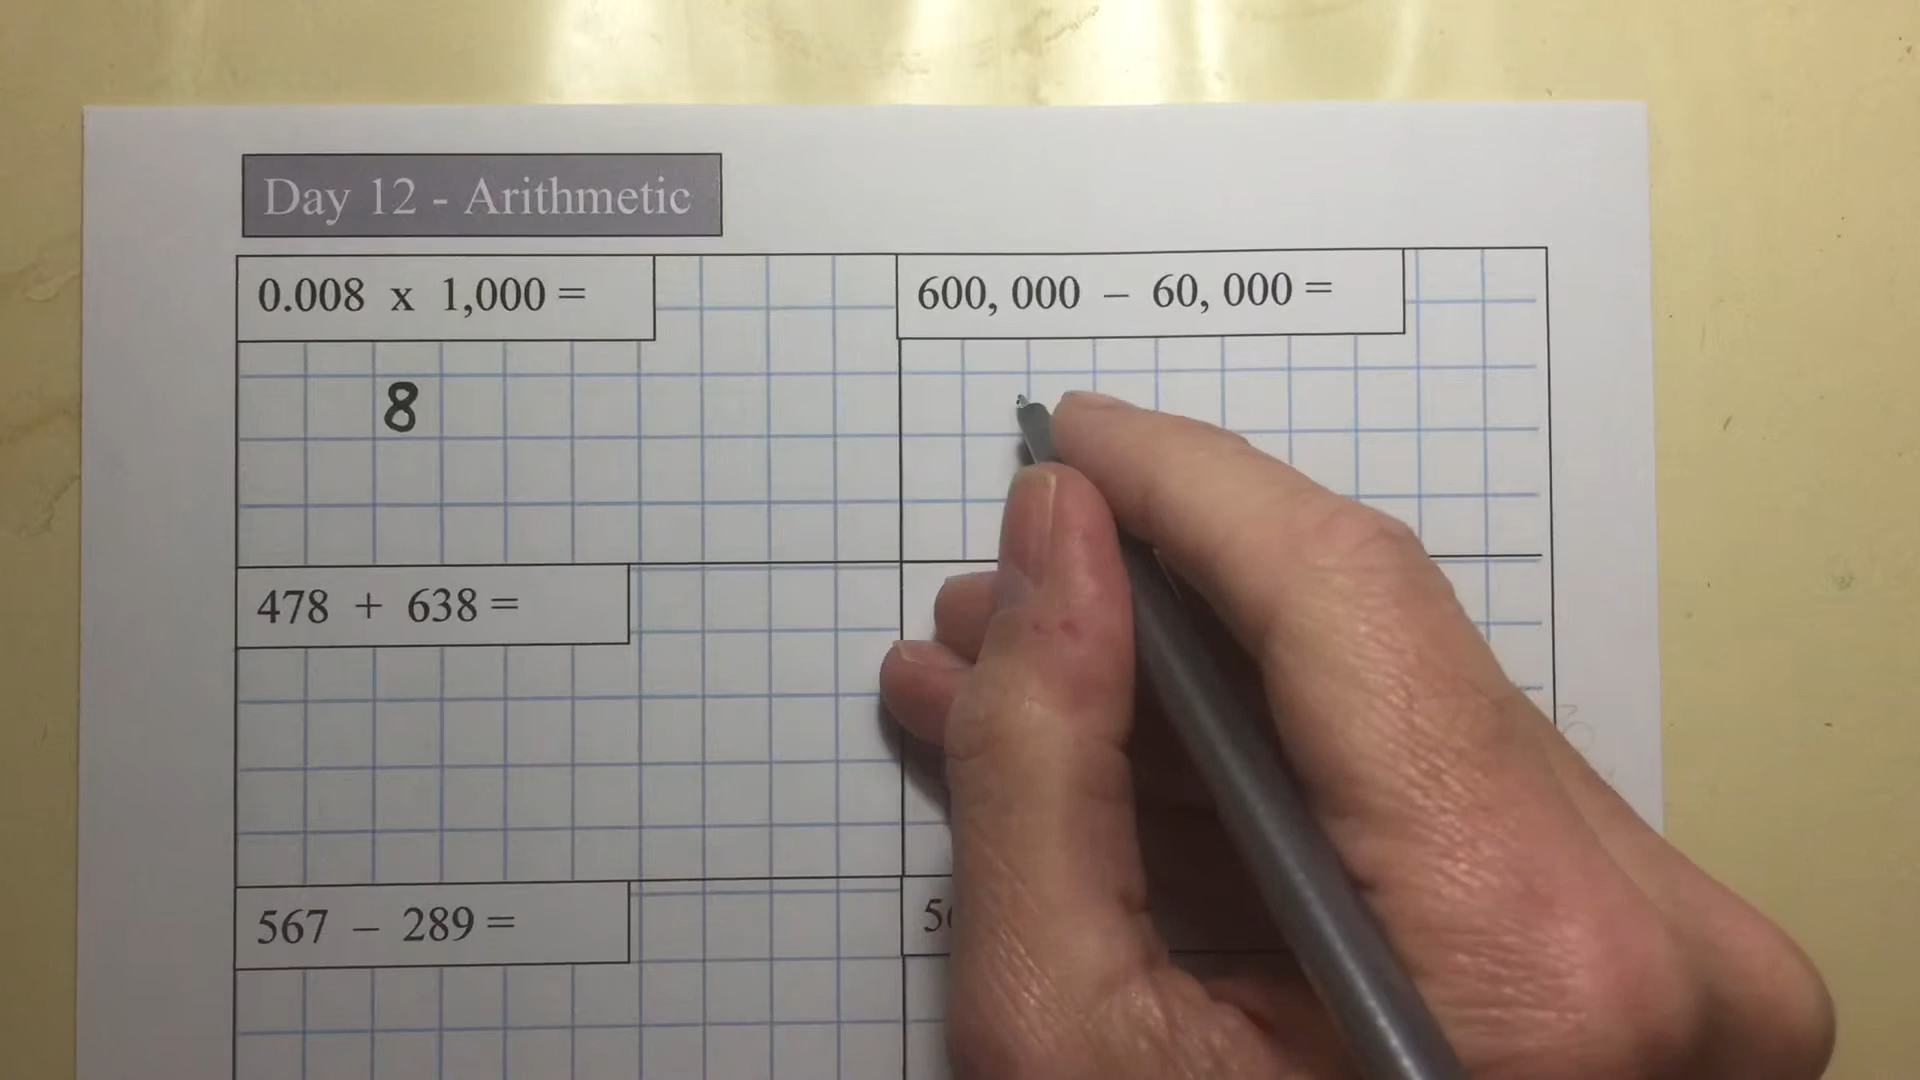 Day 12 - Arithmetic
0.008 x 1,000 =
600, 000 – 60, 000 =
8
478 + 638 =
567 – 289 =